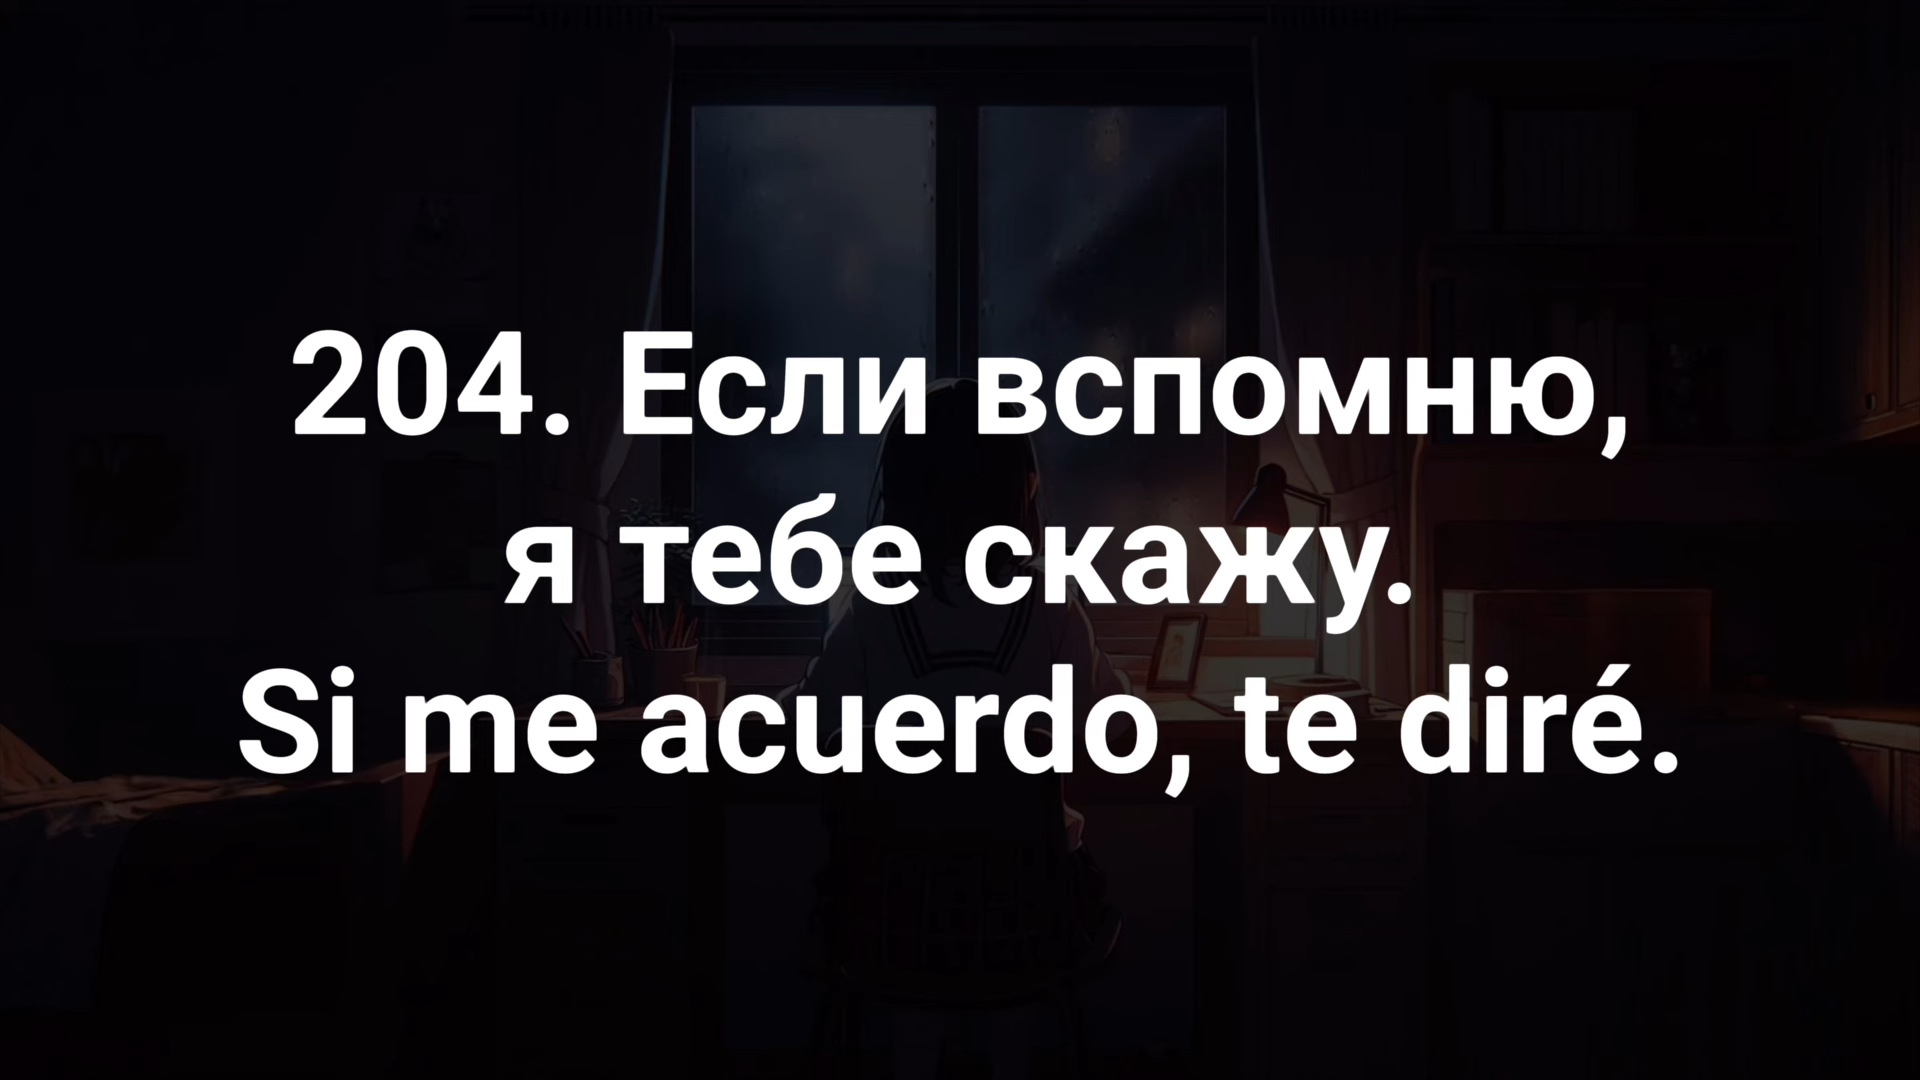 204. Если вспомню,
я тебе скажу.
Si me acuerdo, te diré.